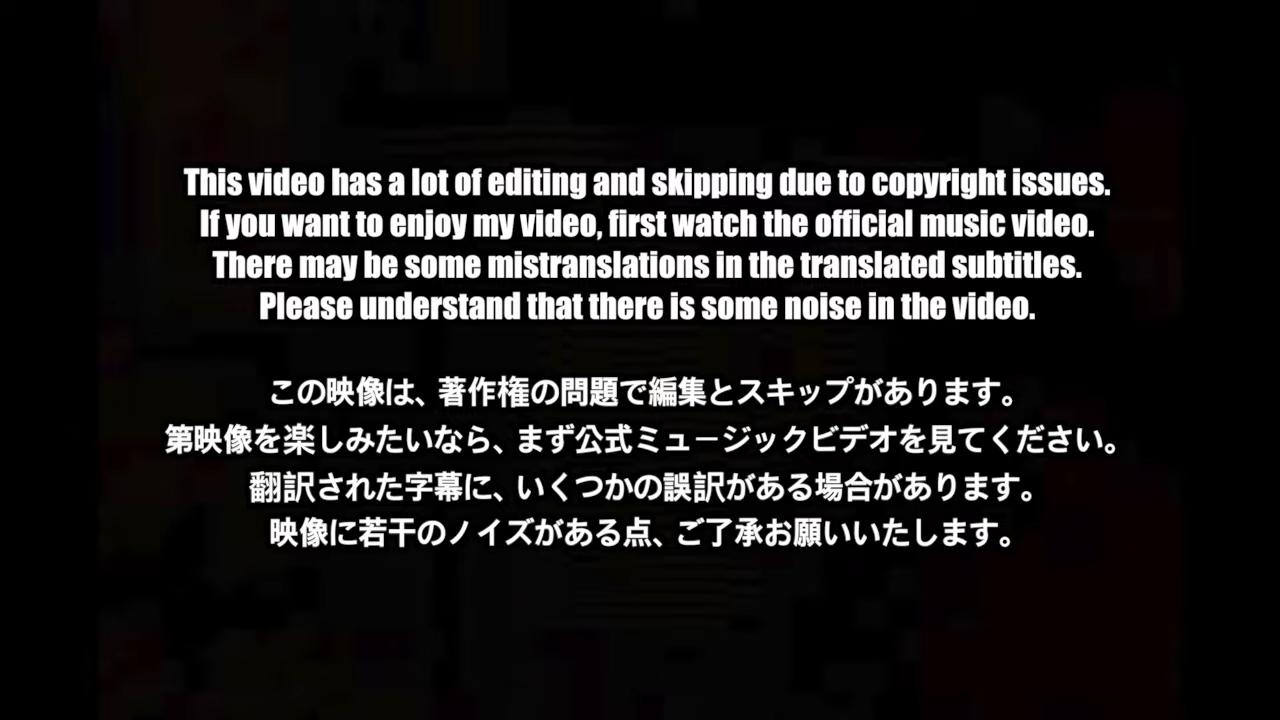 This video has a lot of editing and skipping due to copyright issues.
If you want to enjoy my video, first watch the official music video.
There may be some mistranslations in the translated subtitles.
Please understand that there is some noise in the video.
この映像は、著作権の問題で編集とスキップがあります。
第映像を楽しみたいなら、まず公式ミュージックビデオを見てください。
翻訳された字幕に、いくつかの誤訳がある場合があります。
映像に若干のノイズがある点、ご了承お願いいたします。